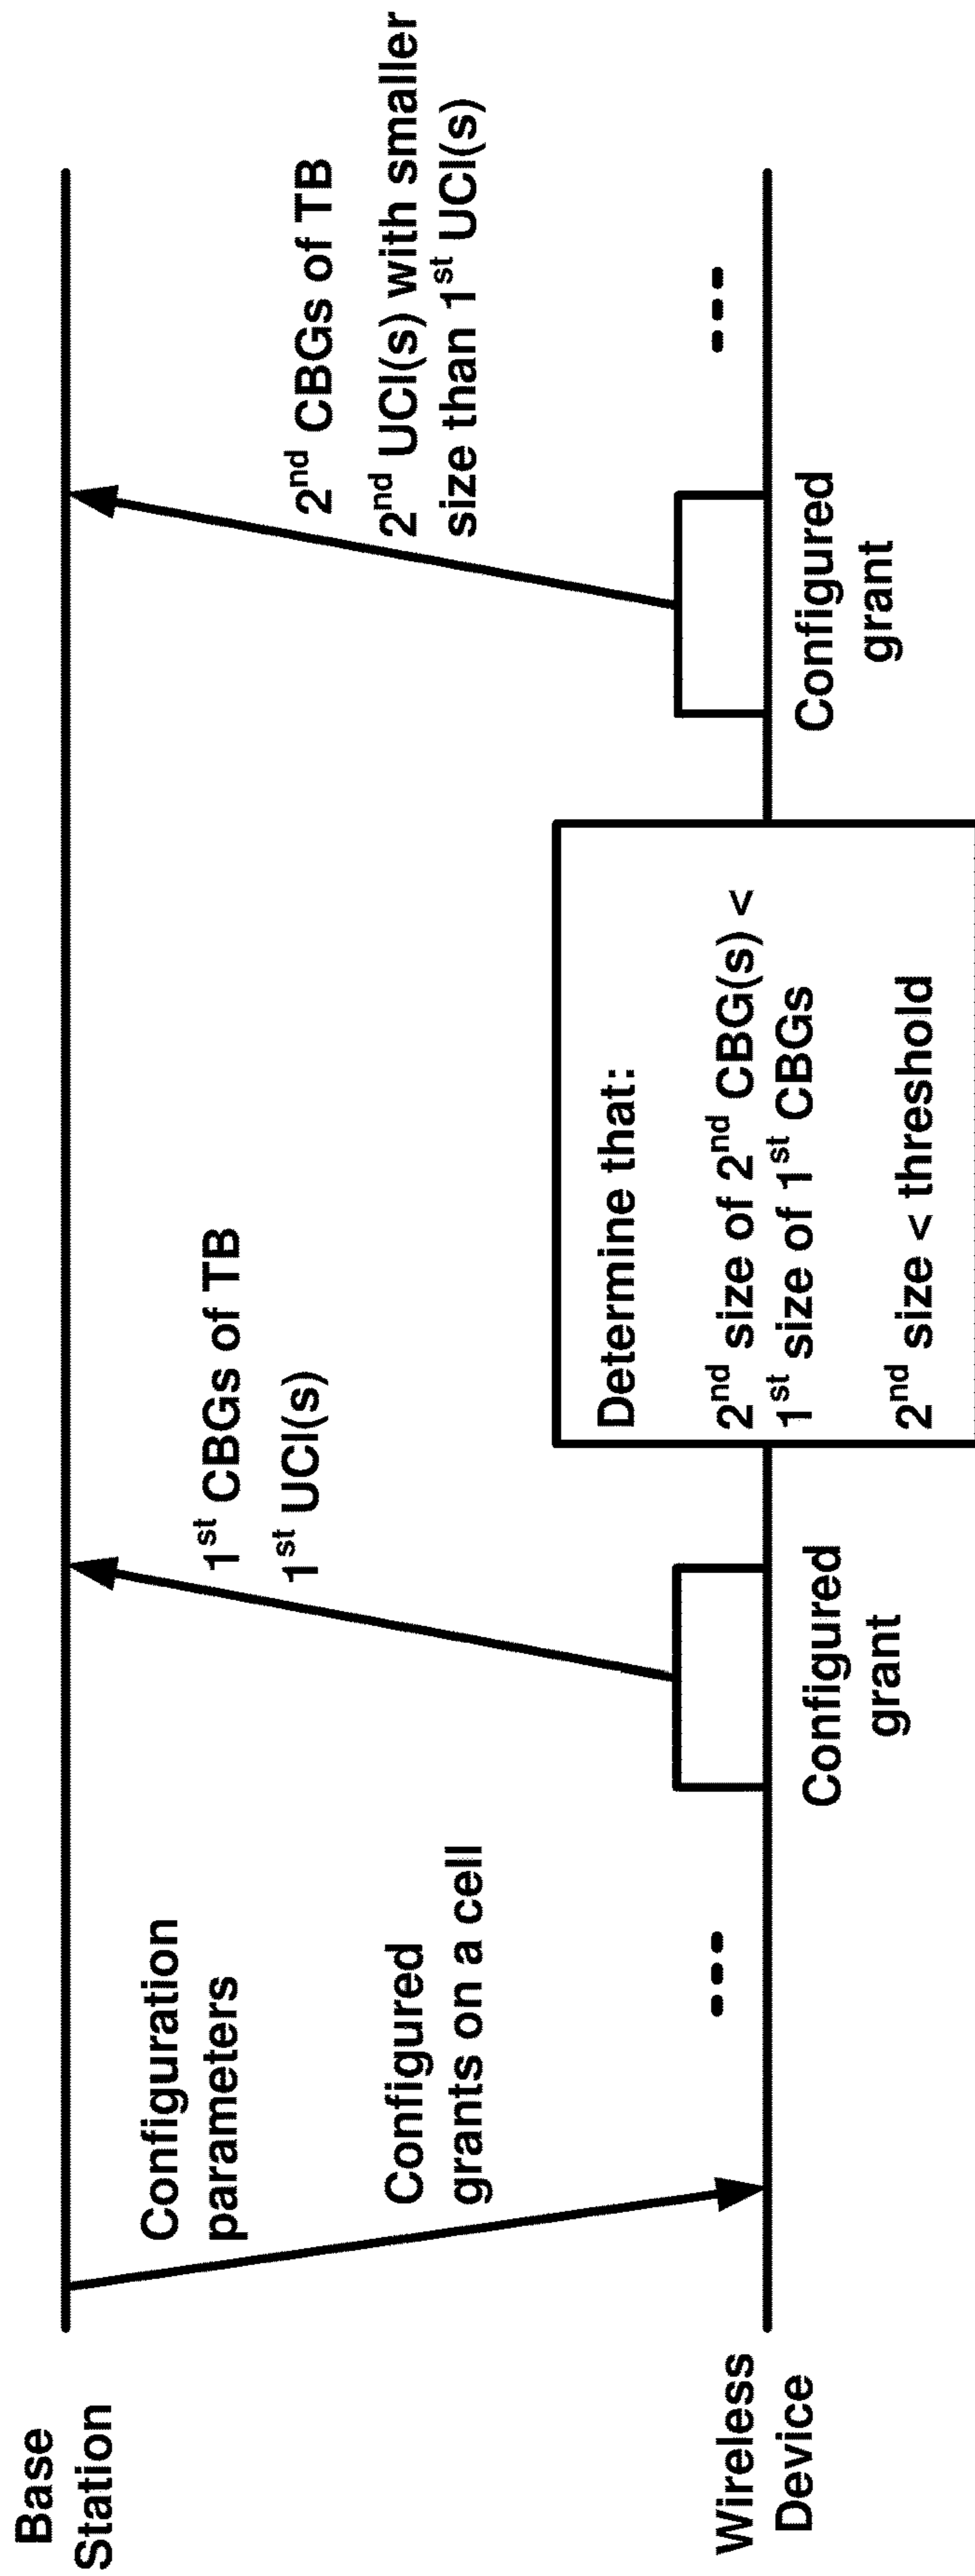 Base
Station
Configuration
parameters
Configured
grants on a cell
1st CBGs of TB
1st UCI(s)
2nd CBGs of TB
2nd UCI(s) with smaller
size than 1st UCI(s)
Wireless
Device
Configured
grant
Determine that:
2nd size of 2nd CBG(s) <
1st size of 1st CBGs
2nd size < threshold
Configured
grant